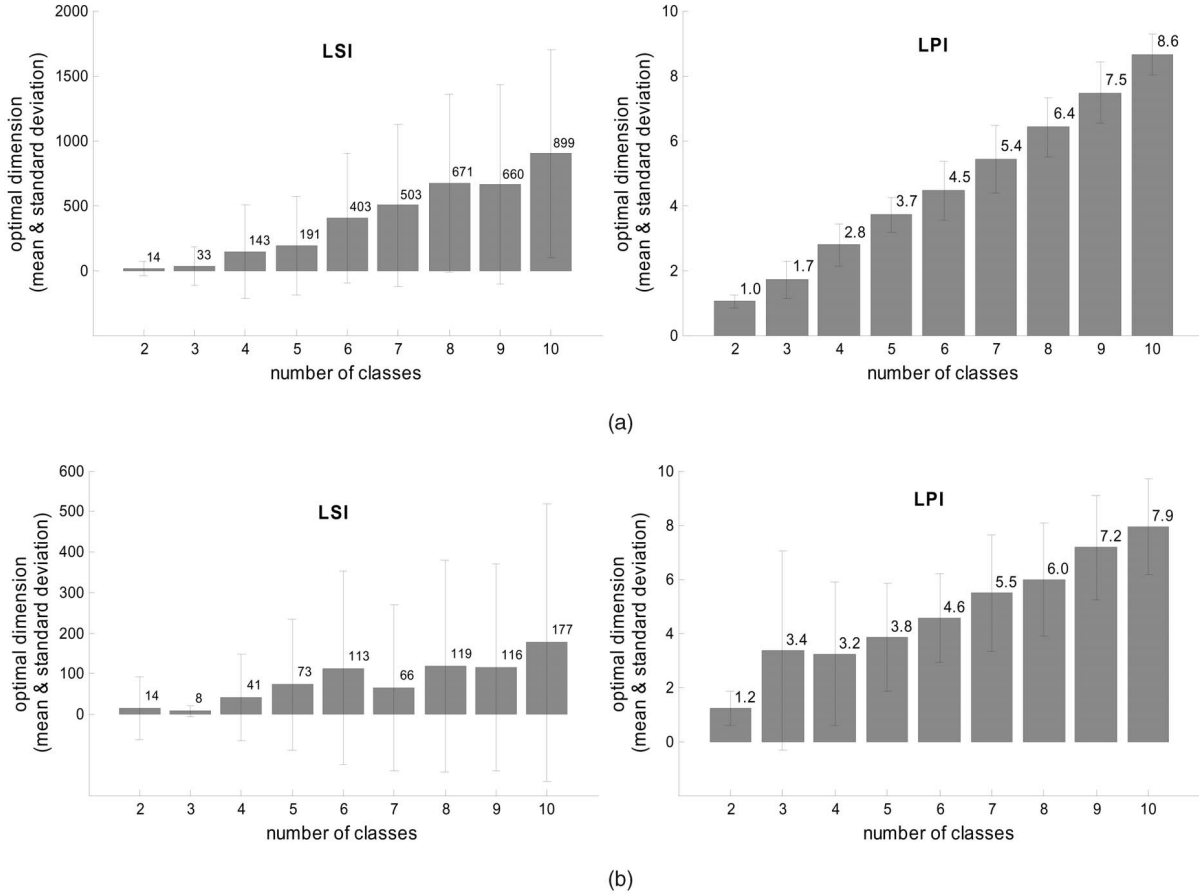 (a)
LSI
optimal dimension
(mean & standard deviation)
2000
1500
1000
500
0
14
33
143
191
403
503
671
660
899
2 3 4 5 6 7 8 9 10
number of classes
LPI
optimal dimension
(mean & standard deviation)
10
8
6
4
2
0
1.0
1.7
2.8
3.7
4.5
5.4
6.4
7.5
8.6
2 3 4 5 6 7 8 9 10
number of classes
(b)
LSI
optimal dimension
(mean & standard deviation)
600
500
400
300
200
100
0
14
8
41
73
113
66
119
116
177
2 3 4 5 6 7 8 9 10
number of classes
LPI
optimal dimension
(mean & standard deviation)
10
8
6
4
2
0
1.2
3.4
3.2
3.8
4.6
5.5
6.0
7.2
7.9
2 3 4 5 6 7 8 9 10
number of classes